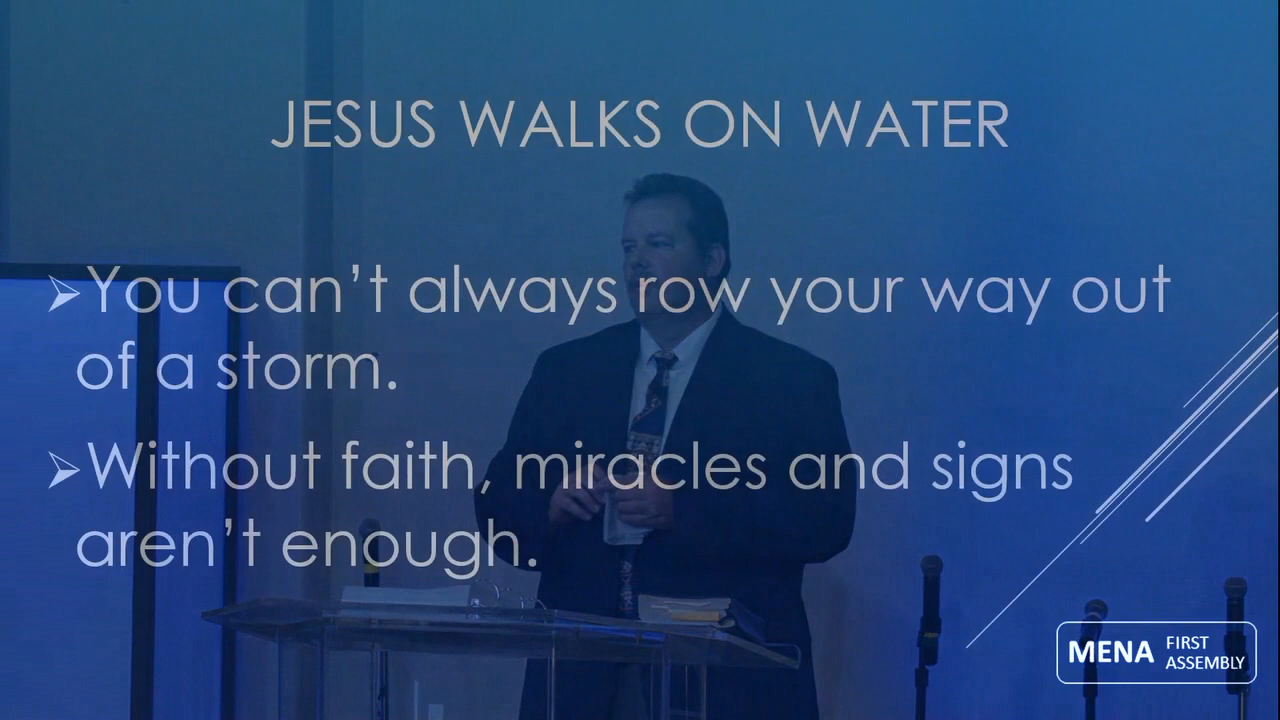 JESUS WALKS ON WATER
➢You can’t always row your way out
of a storm.
➢Without faith, miracles and signs
aren’t enough.
MENA FIRST
ASSEMBLY